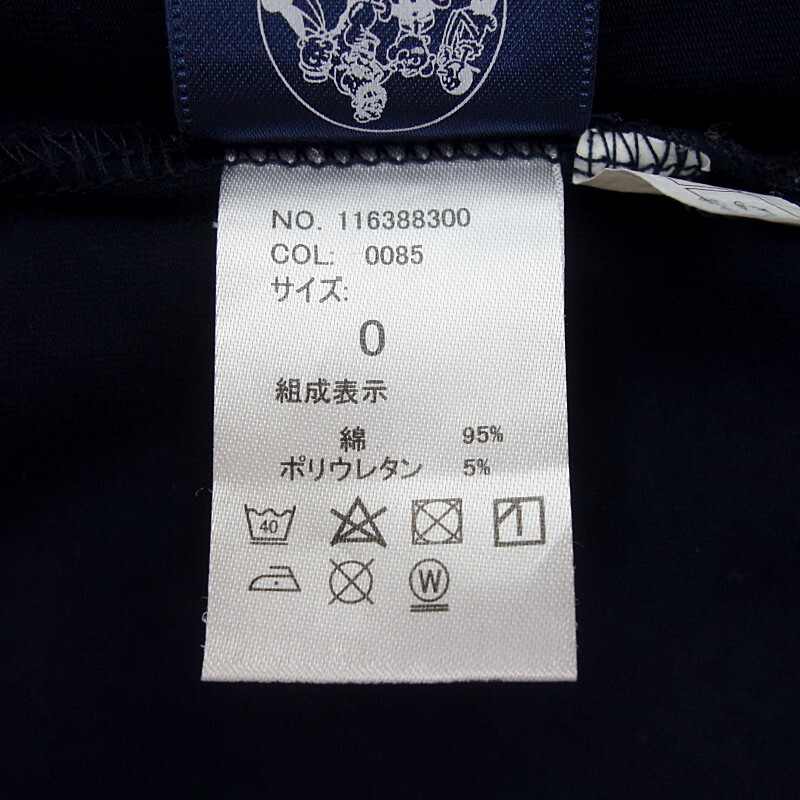 NO. 116388300
COL: 0085
サイズ:
0
組成表示
綿 95%
ポリウレタン 5%
40
W